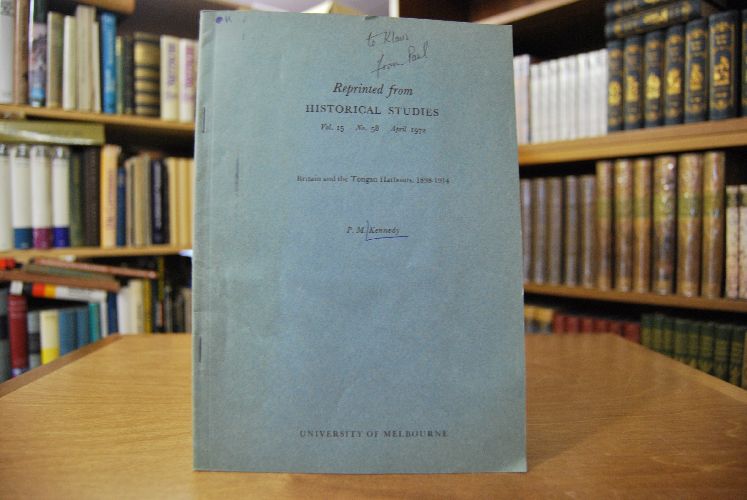 to Klaus
from Paul
Reprinted from
HISTORICAL STUDIES
Vol. 15 No. 58 April 1972
Britain and the Tongan Harbours, 1898-1914
P. M. Kennedy
UNIVERSITY OF MELBOURNE